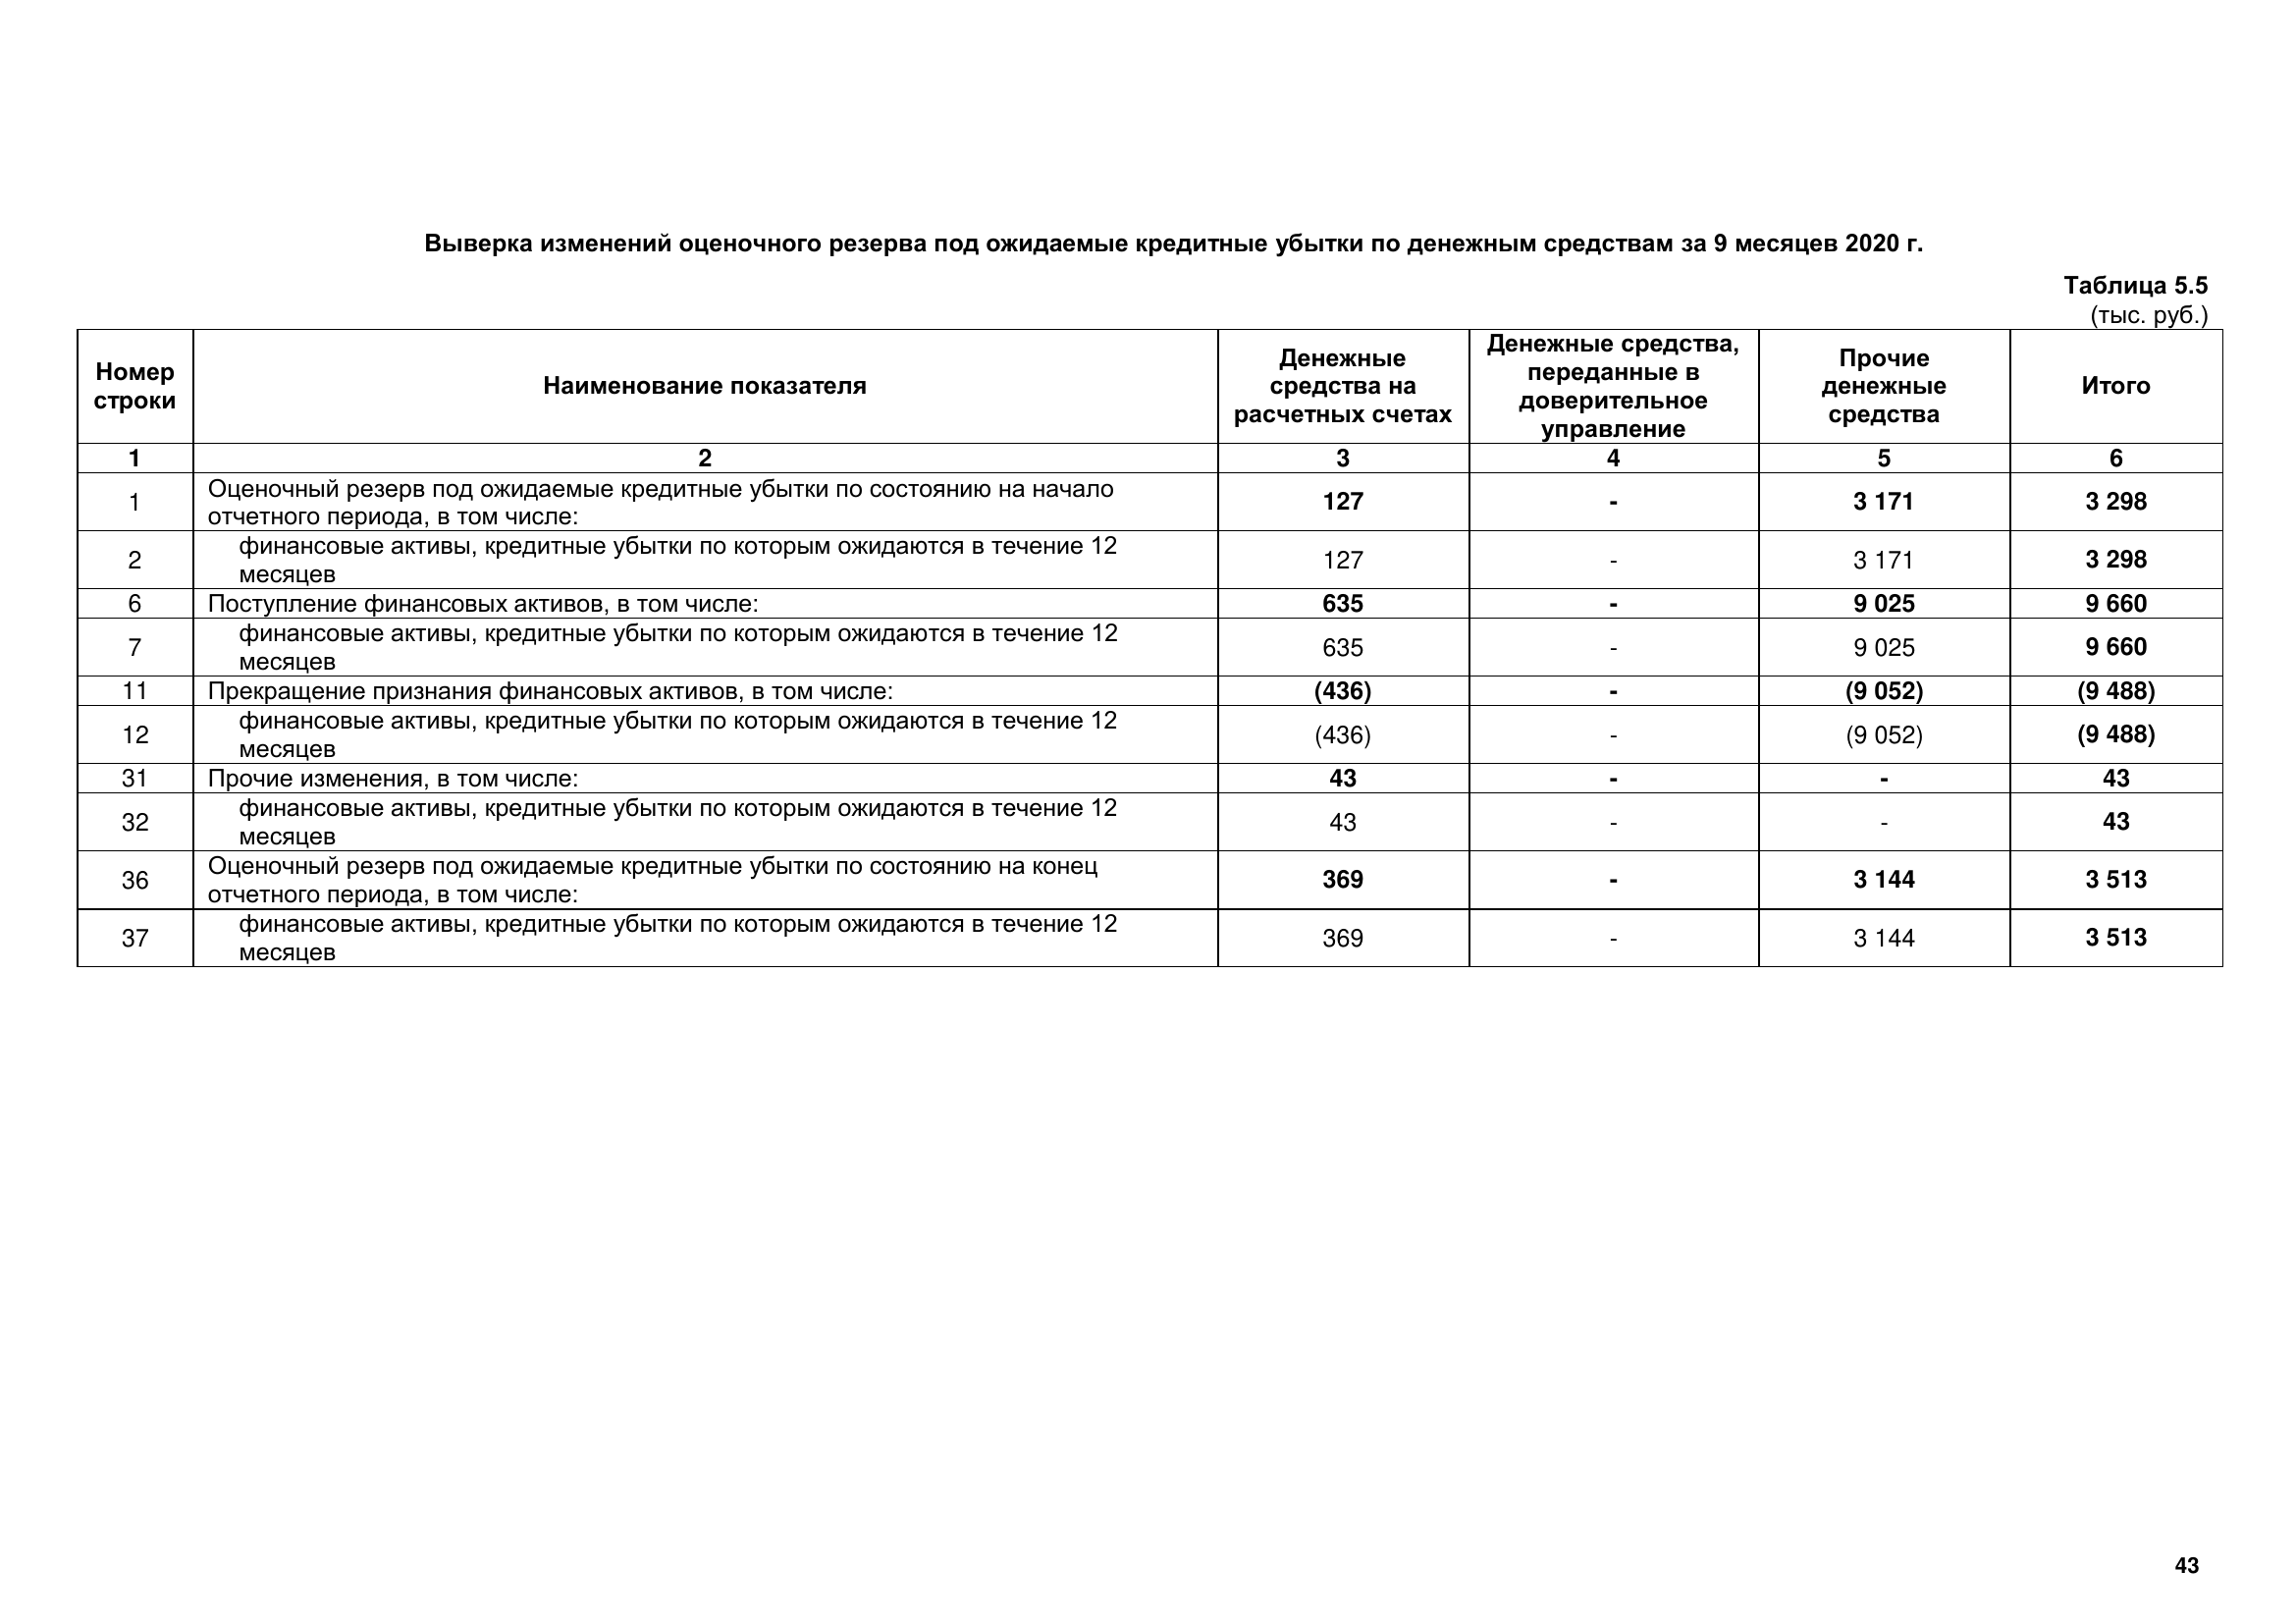 Выверка изменений оценочного резерва под ожидаемые кредитные убытки по денежным средствам за 9 месяцев 2020 г.
Таблица 5.5
(тыс. руб.)
Номер строки | Наименование показателя | Денежные средства на расчетных счетах | Денежные средства, переданные в доверительное управление | Прочие денежные средства | Итого
1 | 2 | 3 | 4 | 5 | 6
1 | Оценочный резерв под ожидаемые кредитные убытки по состоянию на начало отчетного периода, в том числе: | 127 | - | 3 171 | 3 298
2 | финансовые активы, кредитные убытки по которым ожидаются в течение 12 месяцев | 127 | - | 3 171 | 3 298
6 | Поступление финансовых активов, в том числе: | 635 | - | 9 025 | 9 660
7 | финансовые активы, кредитные убытки по которым ожидаются в течение 12 месяцев | 635 | - | 9 025 | 9 660
11 | Прекращение признания финансовых активов, в том числе: | (436) | - | (9 052) | (9 488)
12 | финансовые активы, кредитные убытки по которым ожидаются в течение 12 месяцев | (436) | - | (9 052) | (9 488)
31 | Прочие изменения, в том числе: | 43 | - | - | 43
32 | финансовые активы, кредитные убытки по которым ожидаются в течение 12 месяцев | 43 | - | - | 43
36 | Оценочный резерв под ожидаемые кредитные убытки по состоянию на конец отчетного периода, в том числе: | 369 | - | 3 144 | 3 513
37 | финансовые активы, кредитные убытки по которым ожидаются в течение 12 месяцев | 369 | - | 3 144 | 3 513
43